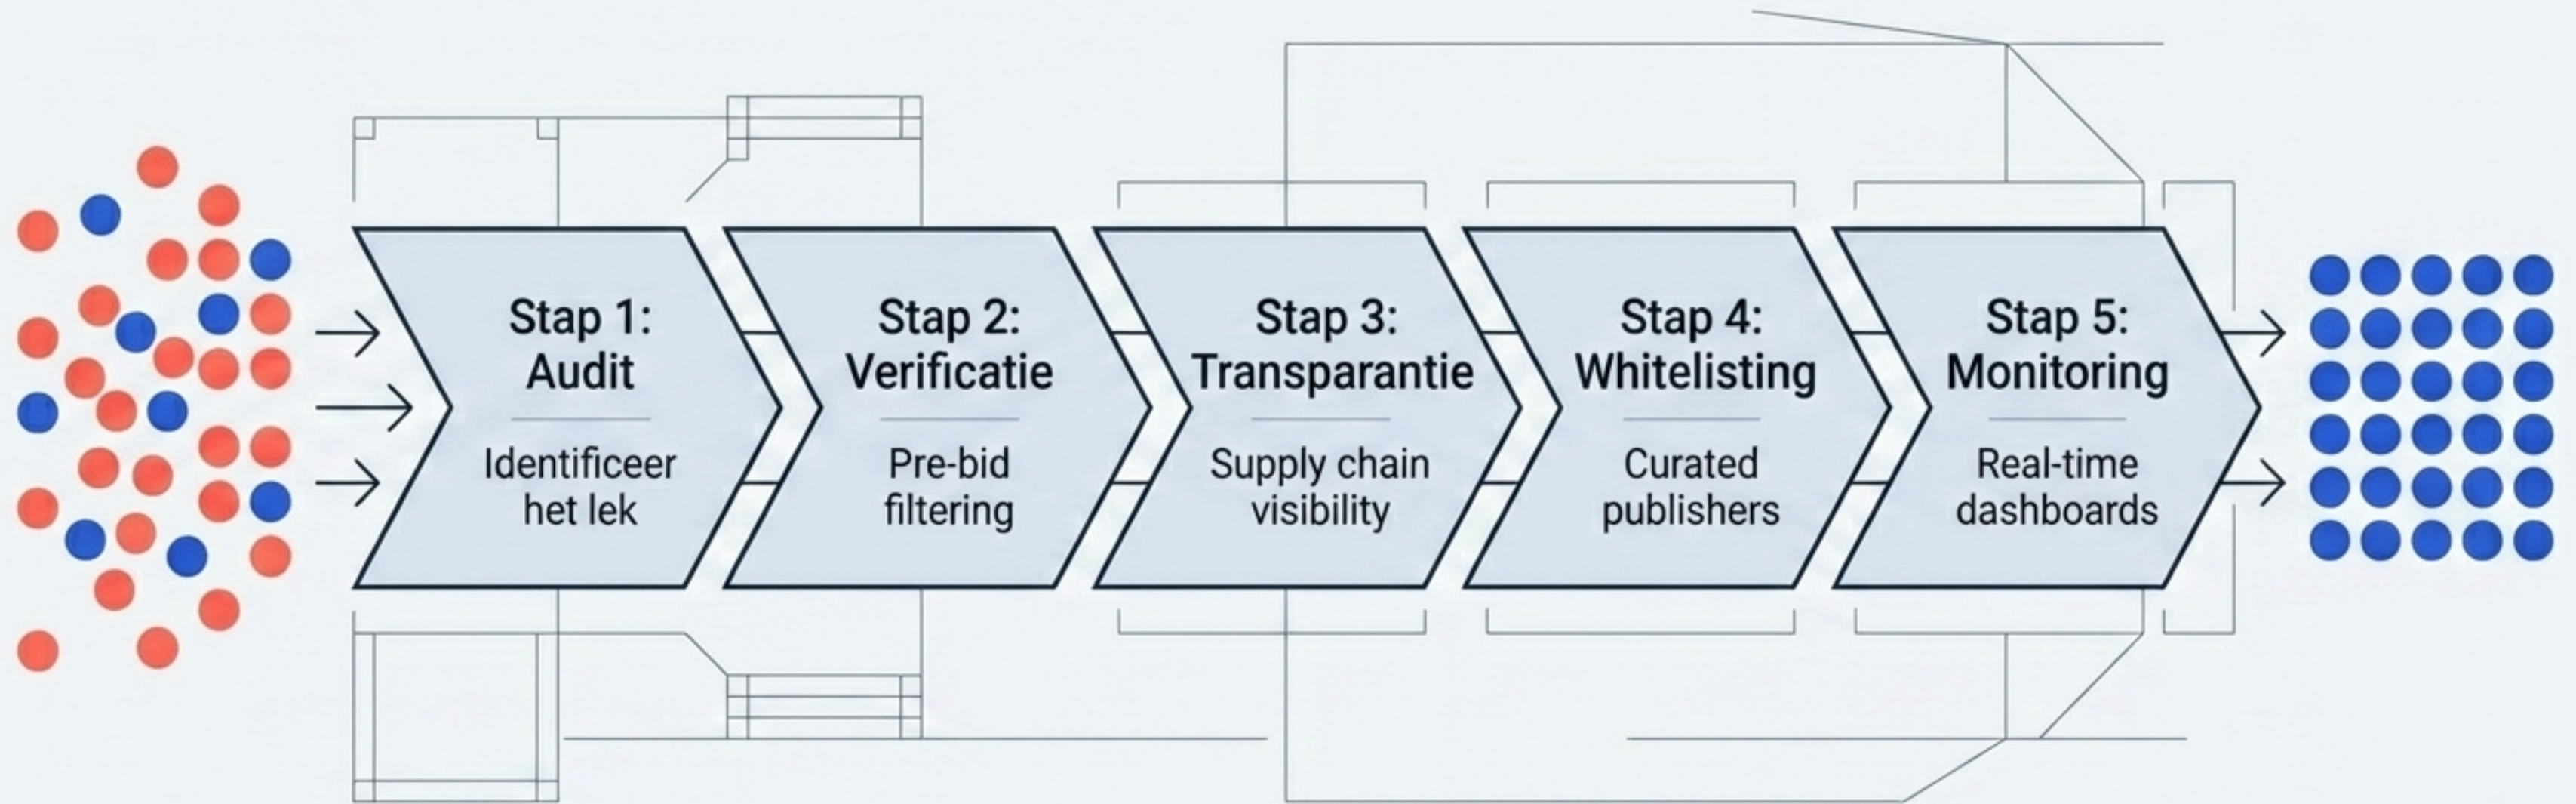 Stap 1:
Audit
Identificeer
het lek
Stap 2:
Verificatie
Pre-bid
filtering
Stap 3:
Transparantie
Supply chain
visibility
Stap 4:
Whitelisting
Curated
publishers
Stap 5:
Monitoring
Real-time
dashboards